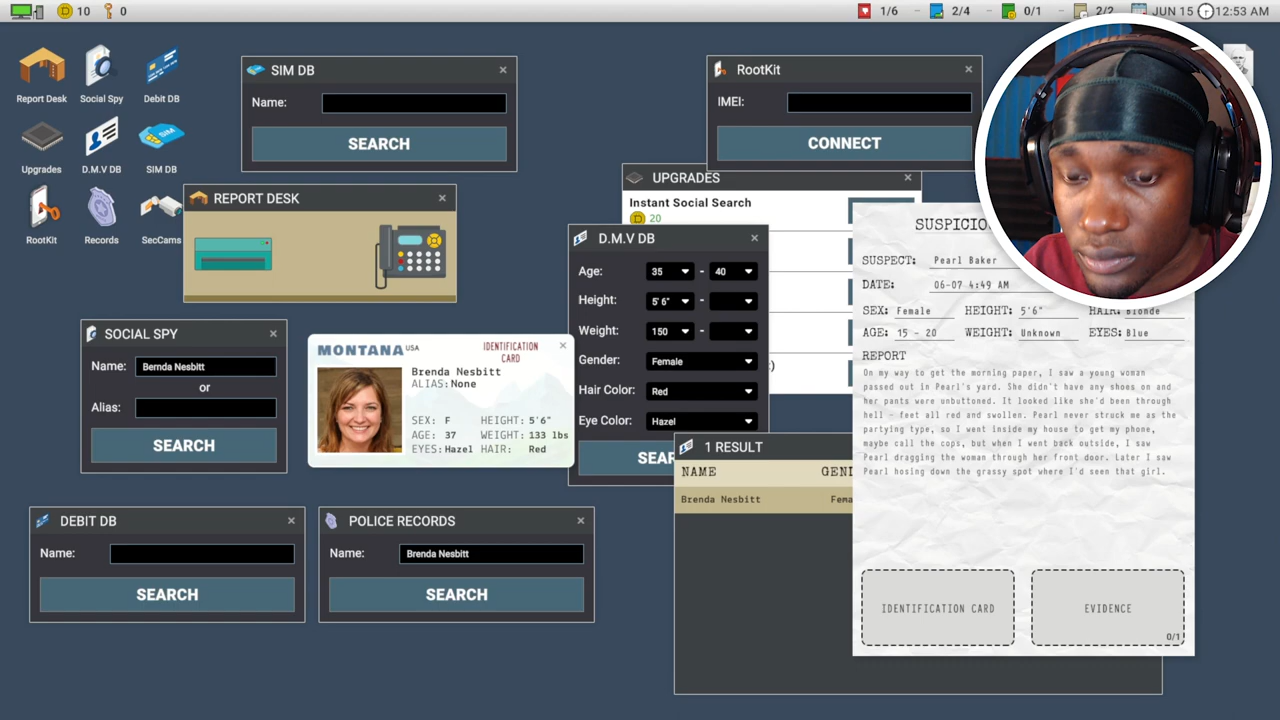 10
0
1/6
2/4
0/1
2/2
JUN 15
12:53 AM
Report Desk
Social Spy
Debit DB
Upgrades
D.M.V DB
SIM DB
RootKit
Records
SecCams
SIM DB
Name:
SEARCH
RootKit
IMEI:
CONNECT
REPORT DESK
UPGRADES
Instant Social Search
20
D.M.V DB
Age: 35 - 40
Height: 5' 6" -
Weight: 150 -
Gender: Female
Hair Color: Red
Eye Color: Hazel
SOCIAL SPY
Name: Bernda Nesbitt
or
Alias:
SEARCH
MONTANA USA
IDENTIFICATION
CARD
Brenda Nesbitt
ALIAS: None
SEX: F HEIGHT: 5'6"
AGE: 37 WEIGHT: 133 lbs
EYES: Hazel HAIR: Red
1 RESULT
NAME
Brenda Nesbitt
DEBIT DB
Name:
SEARCH
POLICE RECORDS
Name: Brenda Nesbitt
SEARCH
SUSPECT: Pearl Baker
DATE: 06-07 4:49 AM
SEX: Female HEIGHT: 5'6" HAIR: Blonde
AGE: 15 - 20 WEIGHT: Unknown EYES: Blue
REPORT
On my way to get the morning paper, I saw a young woman
passed out in Pearl's yard. She didn't have any shoes on and
her pants were unbuttoned. It looked like she'd been through
hell - feet all red and swollen. Pearl never struck me as the
partying type, so I went inside my house to get my phone,
maybe call the cops, but when I went back outside, I saw
Pearl dragging the woman through her front door. Later I saw
Pearl hosing down the grassy spot where I'd seen that girl.
IDENTIFICATION CARD
EVIDENCE
0/1